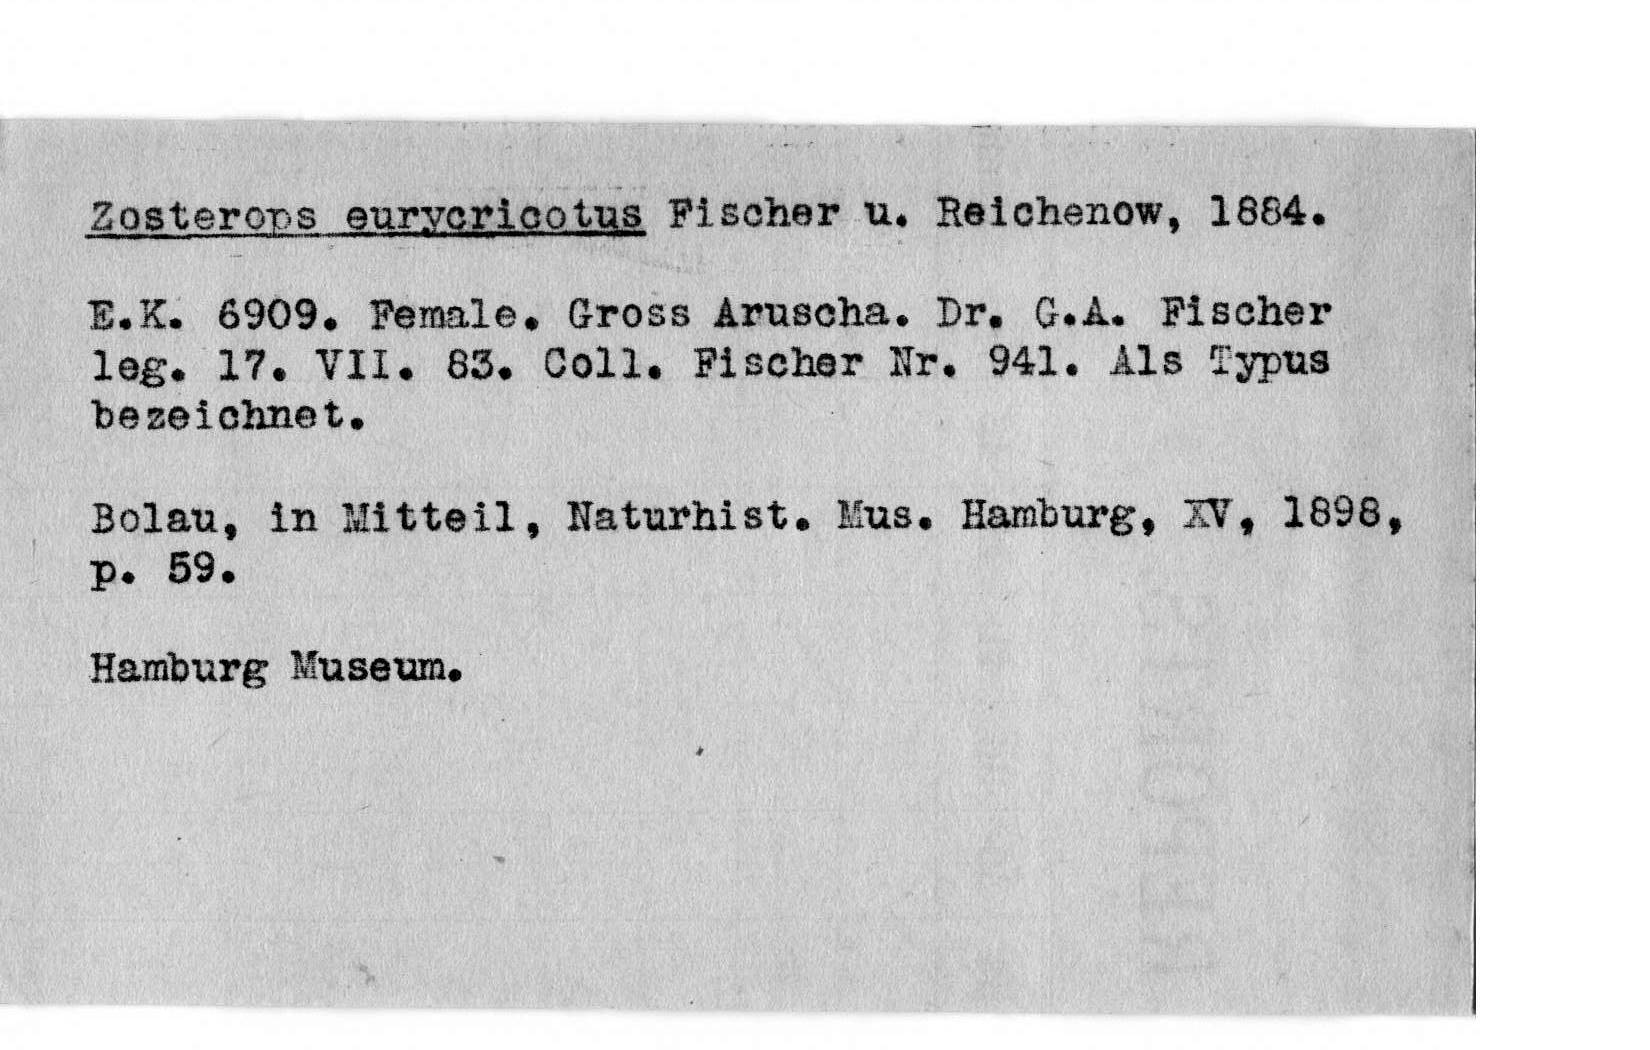 Zosterops eurycricotus Fischer u. Reichenow, 1884.
E.K. 6909. Female. Gross Aruscha. Dr. G.A. Fischer
leg. 17. VII. 83. Coll. Fischer Nr. 941. Als Typus
bezeichnet.
Bolau, in Mitteil, Naturhist. Mus. Hamburg, XV, 1898,
p. 59.
Hamburg Museum.